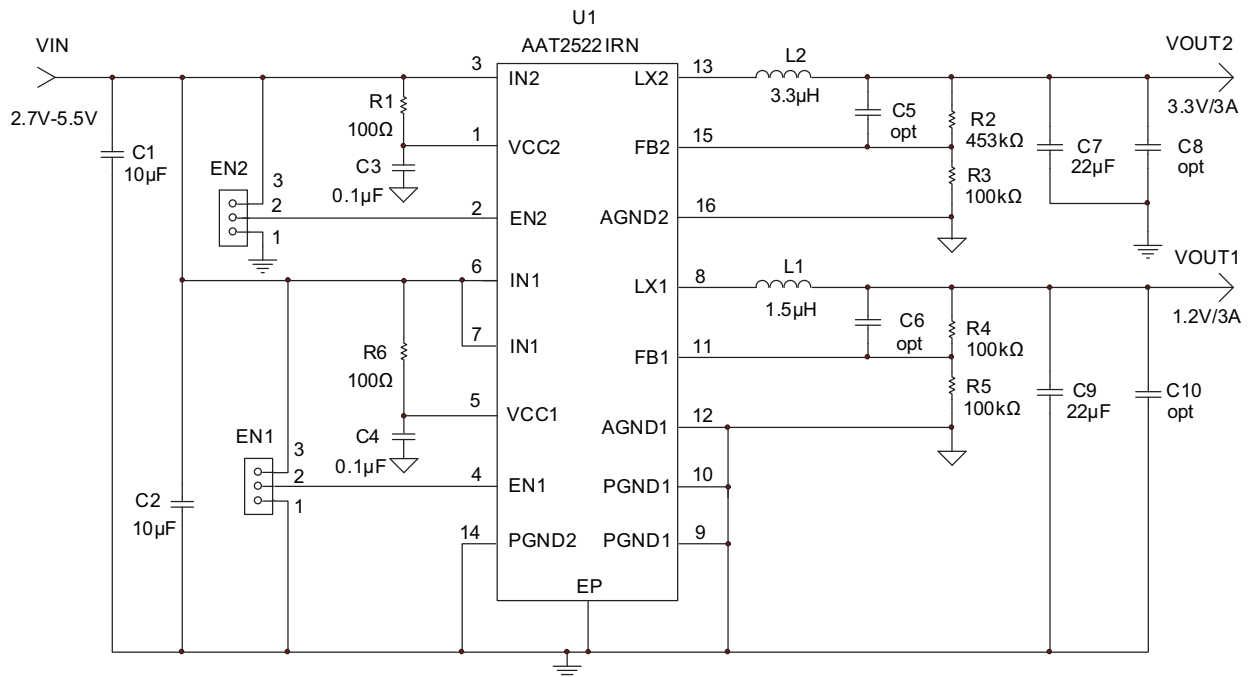 U1
AAT2522IRN
VIN
2.7V-5.5V
C1
10µF
EN2
3
2
1
R1
100Ω
C3
0.1µF
3
IN2
1
VCC2
2
EN2
6
IN1
7
IN1
R6
100Ω
5
VCC1
C4
0.1µF
EN1
3
2
1
4
EN1
C2
10µF
14
PGND2
EP
LX2
13
L2
3.3µH
C5
opt
R2
453kΩ
FB2
15
R3
100kΩ
C7
22µF
C8
opt
VOUT2
3.3V/3A
AGND2
16
LX1
8
L1
1.5µH
VOUT1
1.2V/3A
C6
opt
R4
100kΩ
FB1
11
R5
100kΩ
C9
22µF
C10
opt
AGND1
12
PGND1
10
PGND1
9